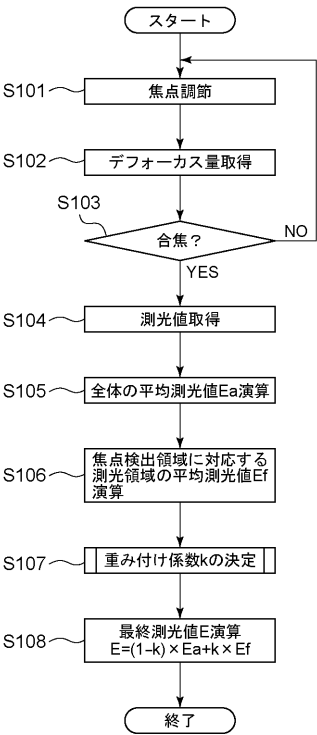 スタート
S101
焦点調節
S102
デフォーカス量取得
S103
合焦？
NO
YES
S104
測光値取得
S105
全体の平均測光値Ea演算
S106
焦点検出領域に対応する
測光領域の平均測光値Ef
演算
S107
重み付け係数kの決定
S108
最終測光値E演算
E=(1−k)×Ea+k×Ef
終了